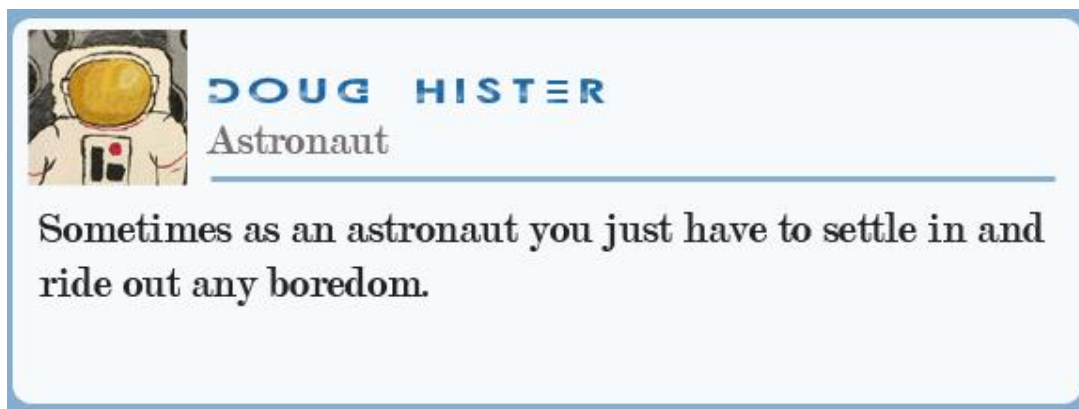 DOUG HISTER
Astronaut
Sometimes as an astronaut you just have to settle in and
ride out any boredom.